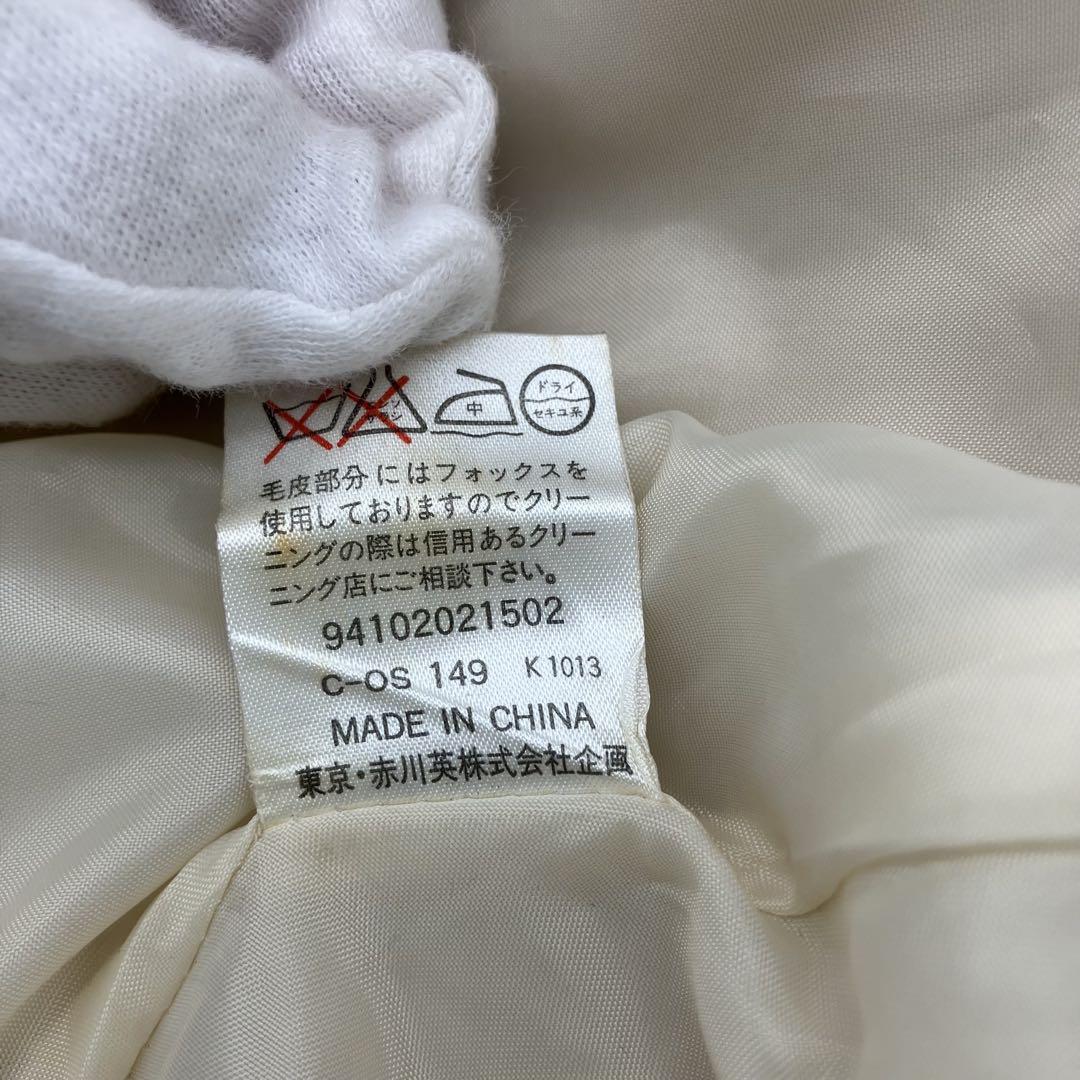 中
ドライ
セキユ系
毛皮部分にはフォックスを
使用しておりますのでクリー
ニングの際は信用あるクリー
ニング店にご相談下さい。
94102021502
C-OS 149 K1013
MADE IN CHINA
東京・赤川英株式会社企画